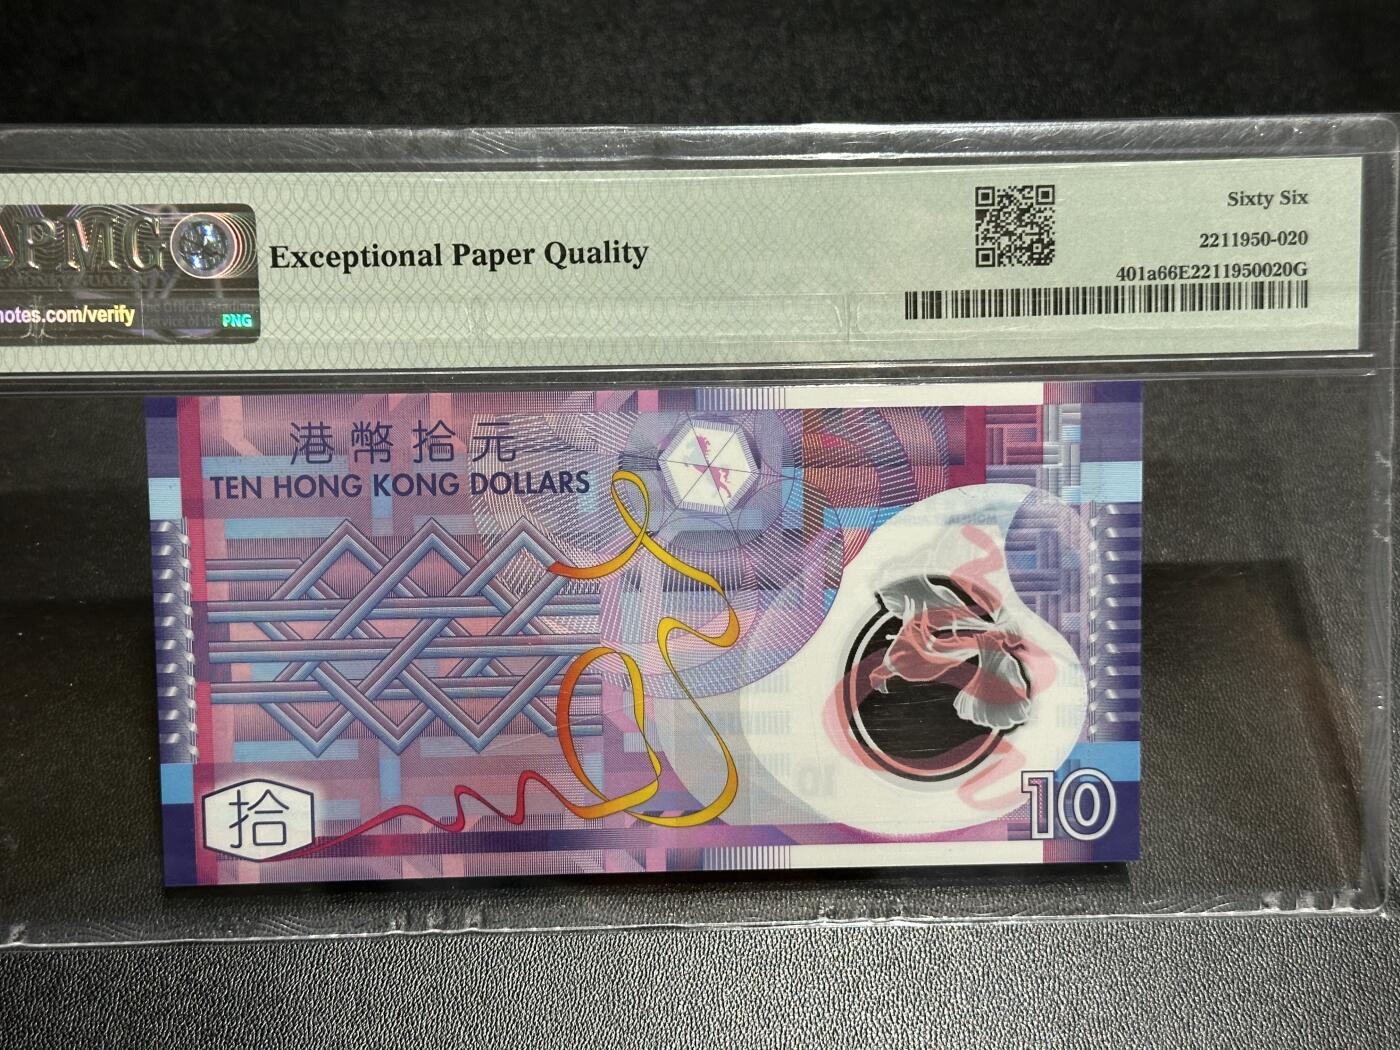 PMG
notes.com/verify
PNG
Exceptional Paper Quality
Sixty Six
2211950-020
401a66E2211950020G
港幣拾元
TEN HONG KONG DOLLARS
拾
10
10